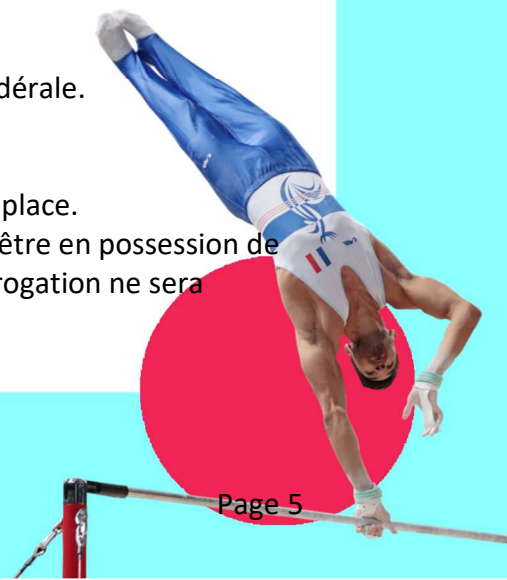 dérale.
place.
être en possession de
rogation ne sera
Page 5